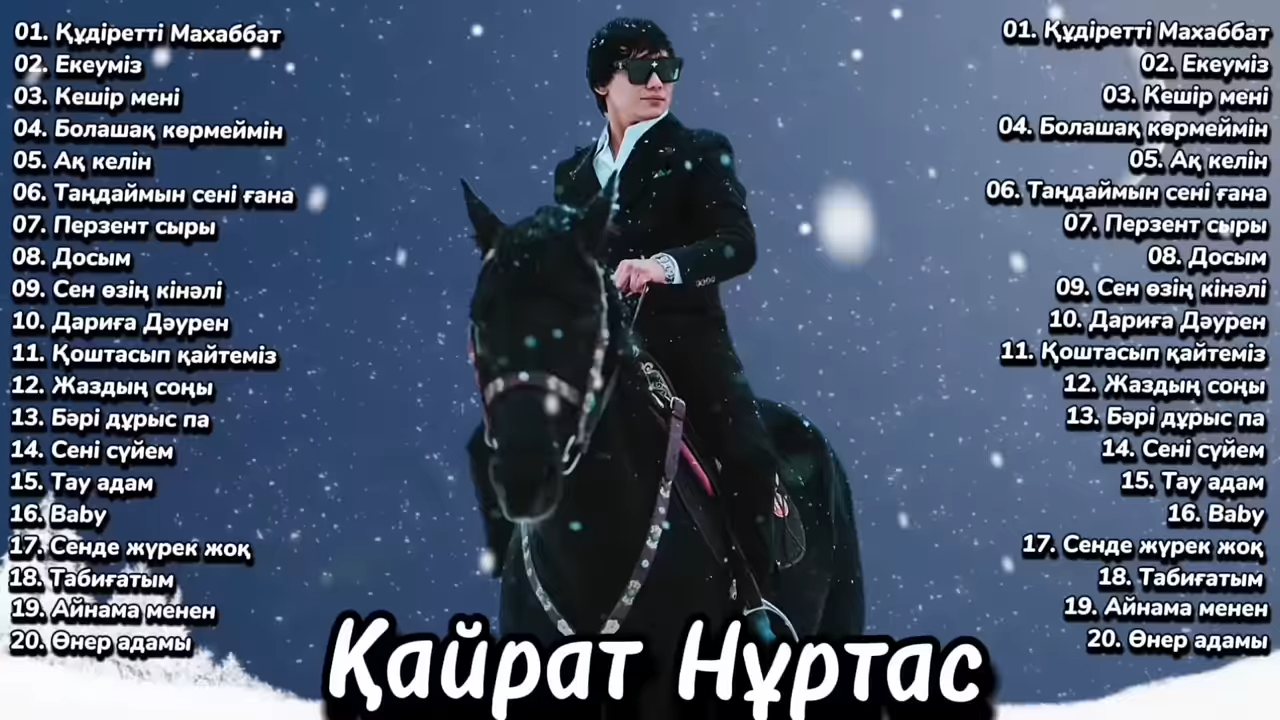 01. Құдіретті Махаббат
02. Екеуміз
03. Кешір мені
04. Болашақ көрмеймін
05. Ақ келін
06. Таңдаймын сені ғана
07. Перзент сыры
08. Досым
09. Сен өзің кінәлі
10. Дариға Дәурен
11. Қоштасып қайтеміз
12. Жаздың соңы
13. Бәрі дұрыс па
14. Сені сүйем
15. Тау адам
16. Baby
17. Сенде жүрек жоқ
18. Табиғатым
19. Айнама менен
20. Өнер адамы
01. Құдіретті Махаббат
02. Екеуміз
03. Кешір мені
04. Болашақ көрмеймін
05. Ақ келін
06. Таңдаймын сені ғана
07. Перзент сыры
08. Досым
09. Сен өзің кінәлі
10. Дариға Дәурен
11. Қоштасып қайтеміз
12. Жаздың соңы
13. Бәрі дұрыс па
14. Сені сүйем
15. Тау адам
16. Baby
17. Сенде жүрек жоқ
18. Табиғатым
19. Айнама менен
20. Өнер адамы
Қайрат Нұртас